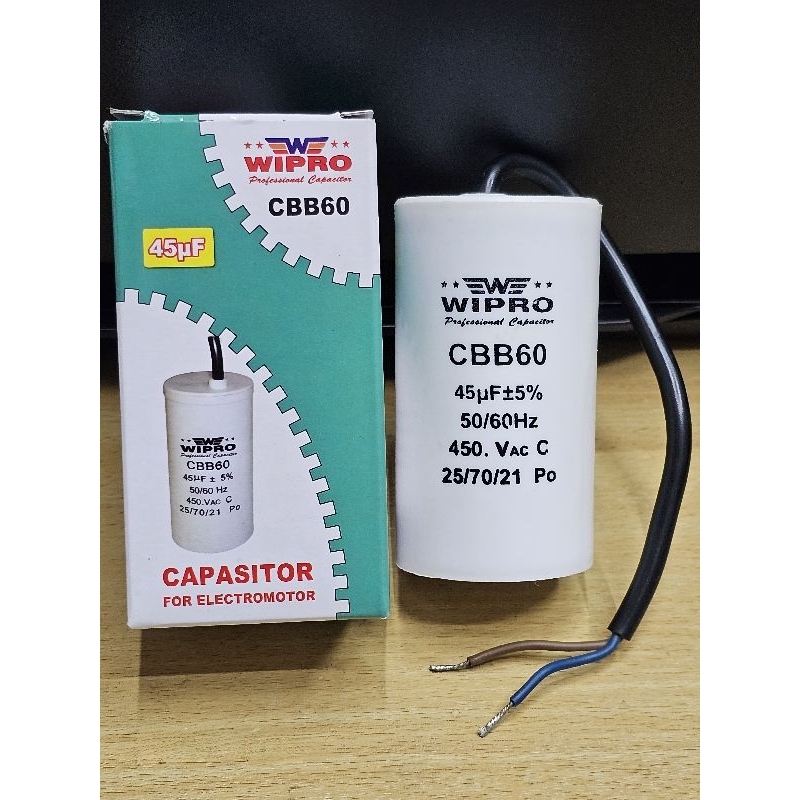 WIPRO
Professional Capacitor
CBB60
45µF
WIPRO
Professional Capacitor
CBB60
45µF ± 5%
50/60 Hz
450.VAC C
25/70/21 Po
CAPASITOR
FOR ELECTROMOTOR
WIPRO
Professional Capacitor
CBB60
45µF±5%
50/60Hz
450. VAC C
25/70/21 Po